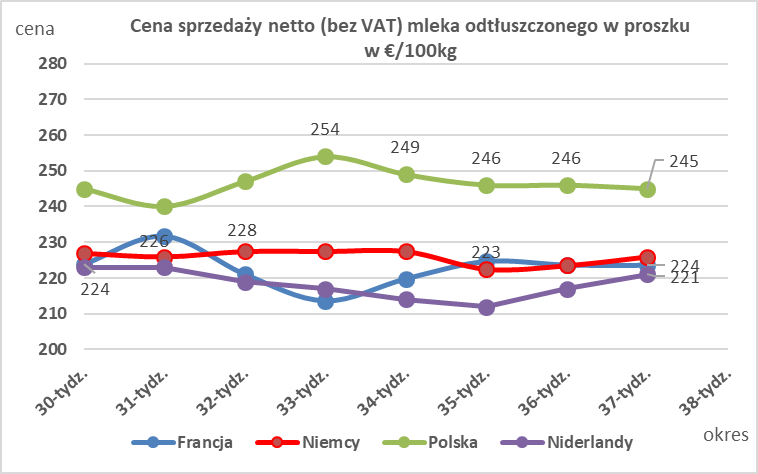 cena
Cena sprzedaży netto (bez VAT) mleka odtłuszczonego w proszku
w €/100kg
280
270
260
250
240
230
220
210
200
254
249
246
246
245
226
228
223
224
224
221
30-tydz.
31-tydz.
32-tydz.
33-tydz.
34-tydz.
35-tydz.
36-tydz.
37-tydz.
38-tydz.
okres
Francja Niemcy Polska Niderlandy